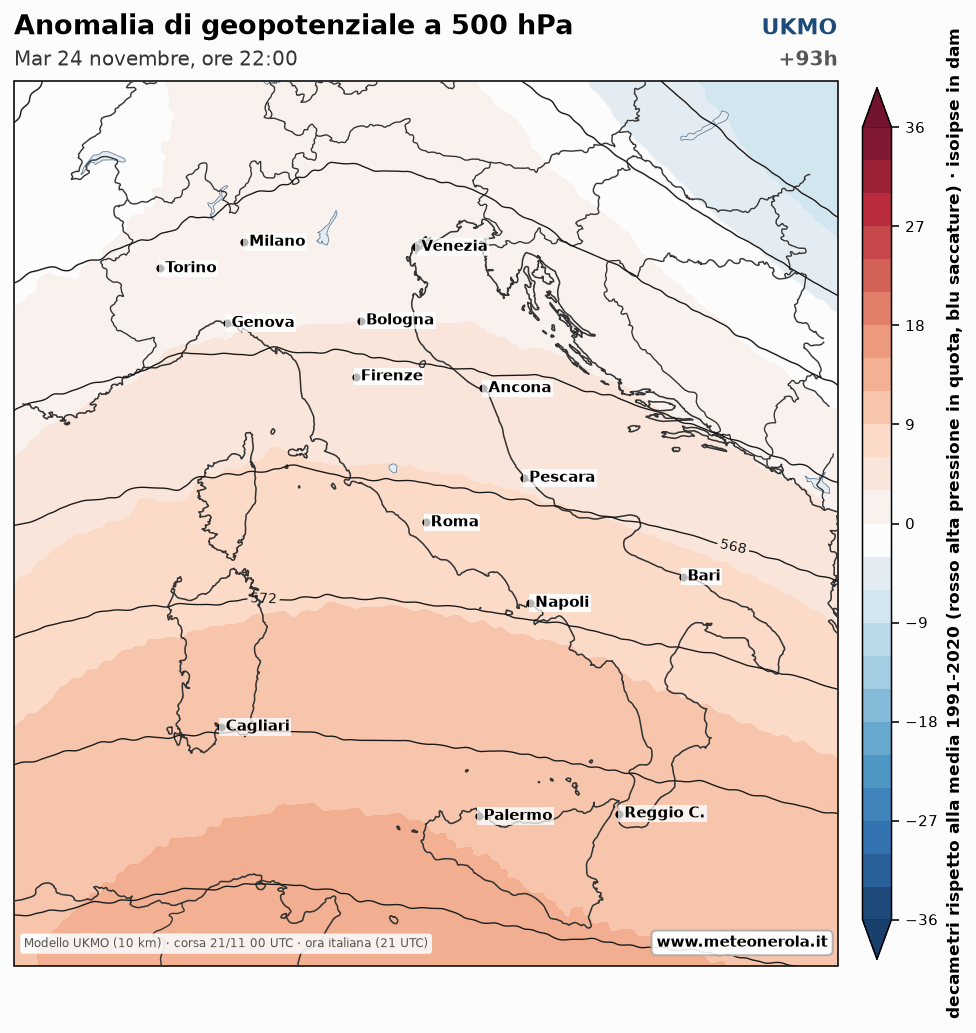 Anomalia di geopotenziale a 500 hPa
UKMO
Mar 24 novembre, ore 22:00
+93h
Milano
Venezia
Torino
Genova
Bologna
Firenze
Ancona
Pescara
Roma
568
Bari
572
Napoli
Cagliari
Palermo
Reggio C.
Modello UKMO (10 km) · corsa 21/11 00 UTC · ora italiana (21 UTC)
www.meteonerola.it
36
27
18
9
0
−9
−18
−27
−36
decametri rispetto alla media 1991-2020 (rosso alta pressione in quota, blu saccature) · isoipse in dam